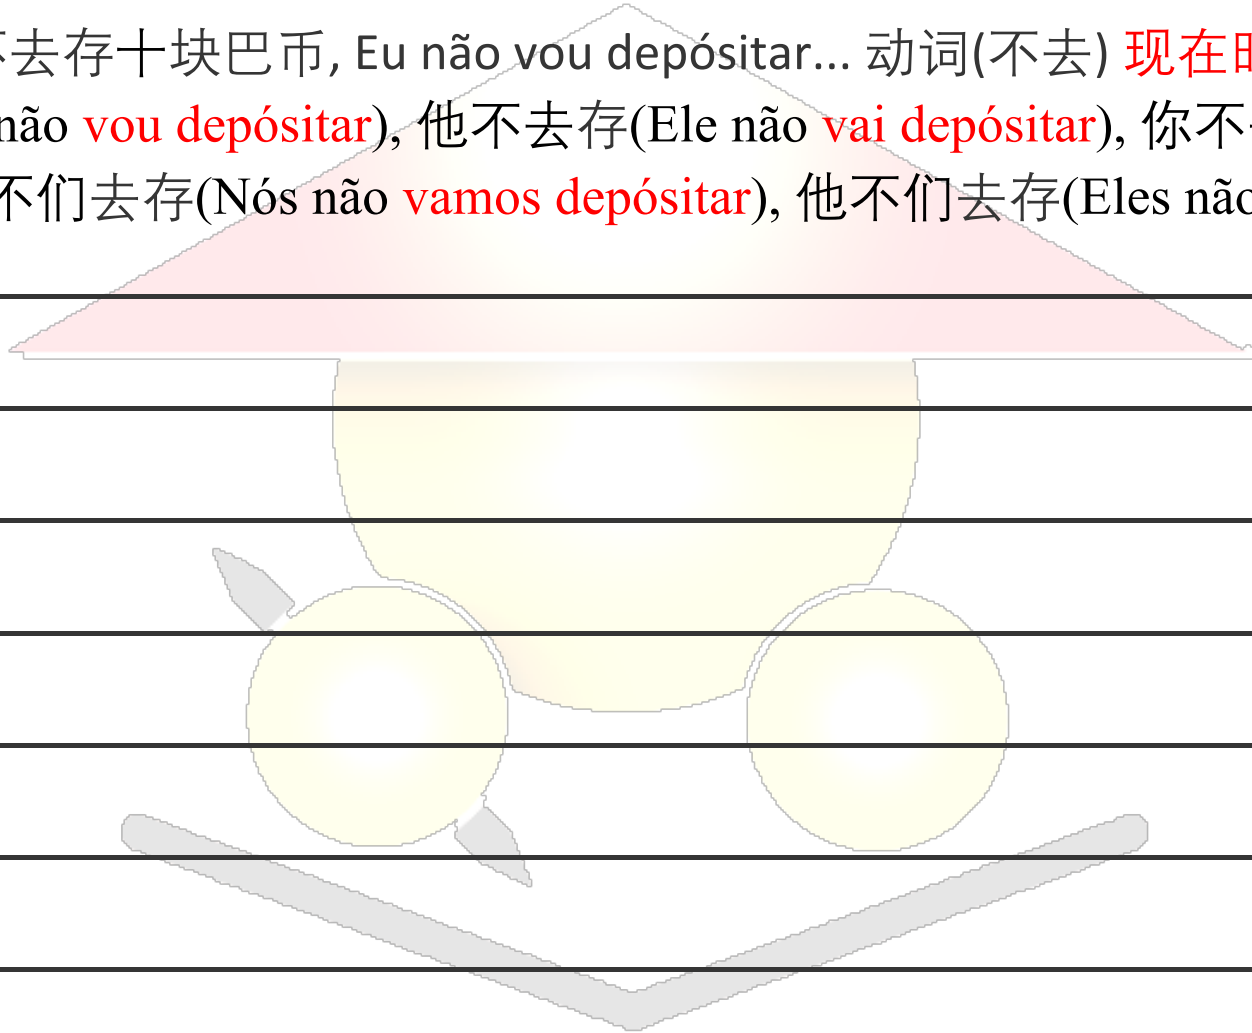 去存十块巴币, Eu não vou depósitar... 动词(不去) 现在
não vou depósitar), 他不去存(Ele não vai depósitar), 你不
不们去存(Nós não vamos depósitar), 他不们去存(Eles não